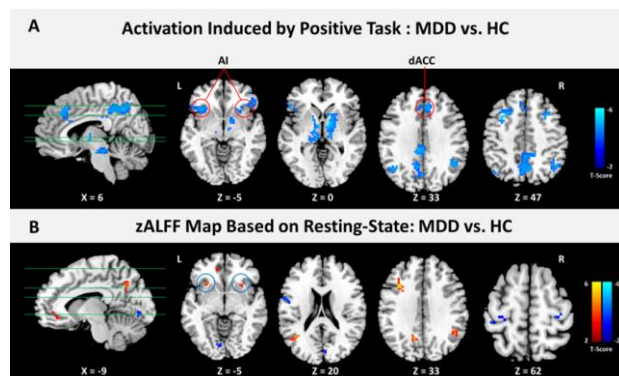 A
Activation Induced by Positive Task : MDD vs. HC
AI
dACC
L
R
-6
-2
T-Score
X = 6
Z = -5
Z = 0
Z = 33
Z = 47
B
zALFF Map Based on Resting-State: MDD vs. HC
L
R
6
-6
2
-2
T-Score
X = -9
Z = -5
Z = 20
Z = 33
Z = 62